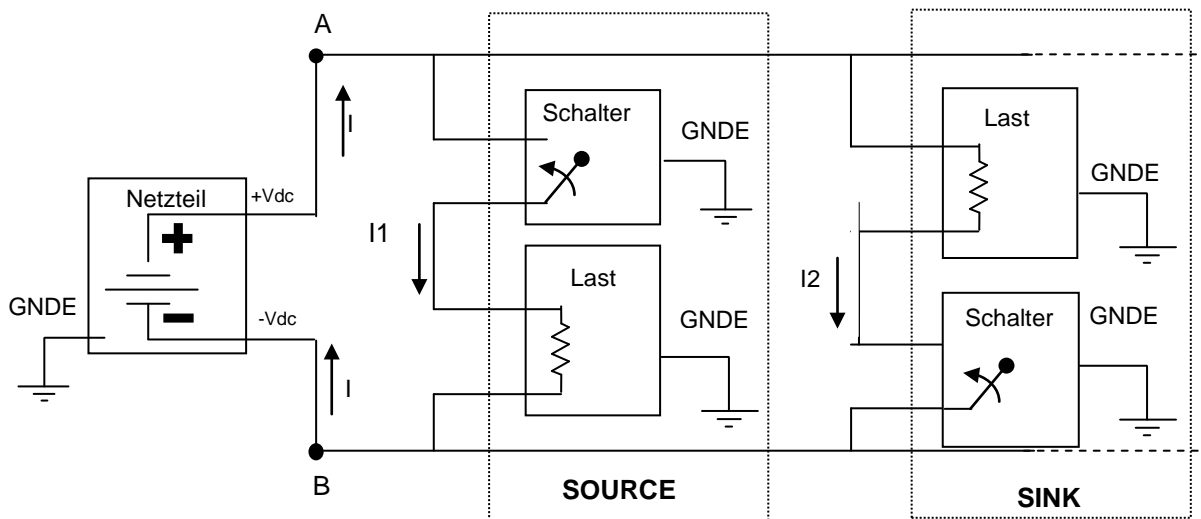 A
I
Netzteil
+Vdc
+
−
-Vdc
GNDE
I
B
I1
Schalter
GNDE
Last
GNDE
SOURCE
I2
Last
GNDE
Schalter
GNDE
SINK